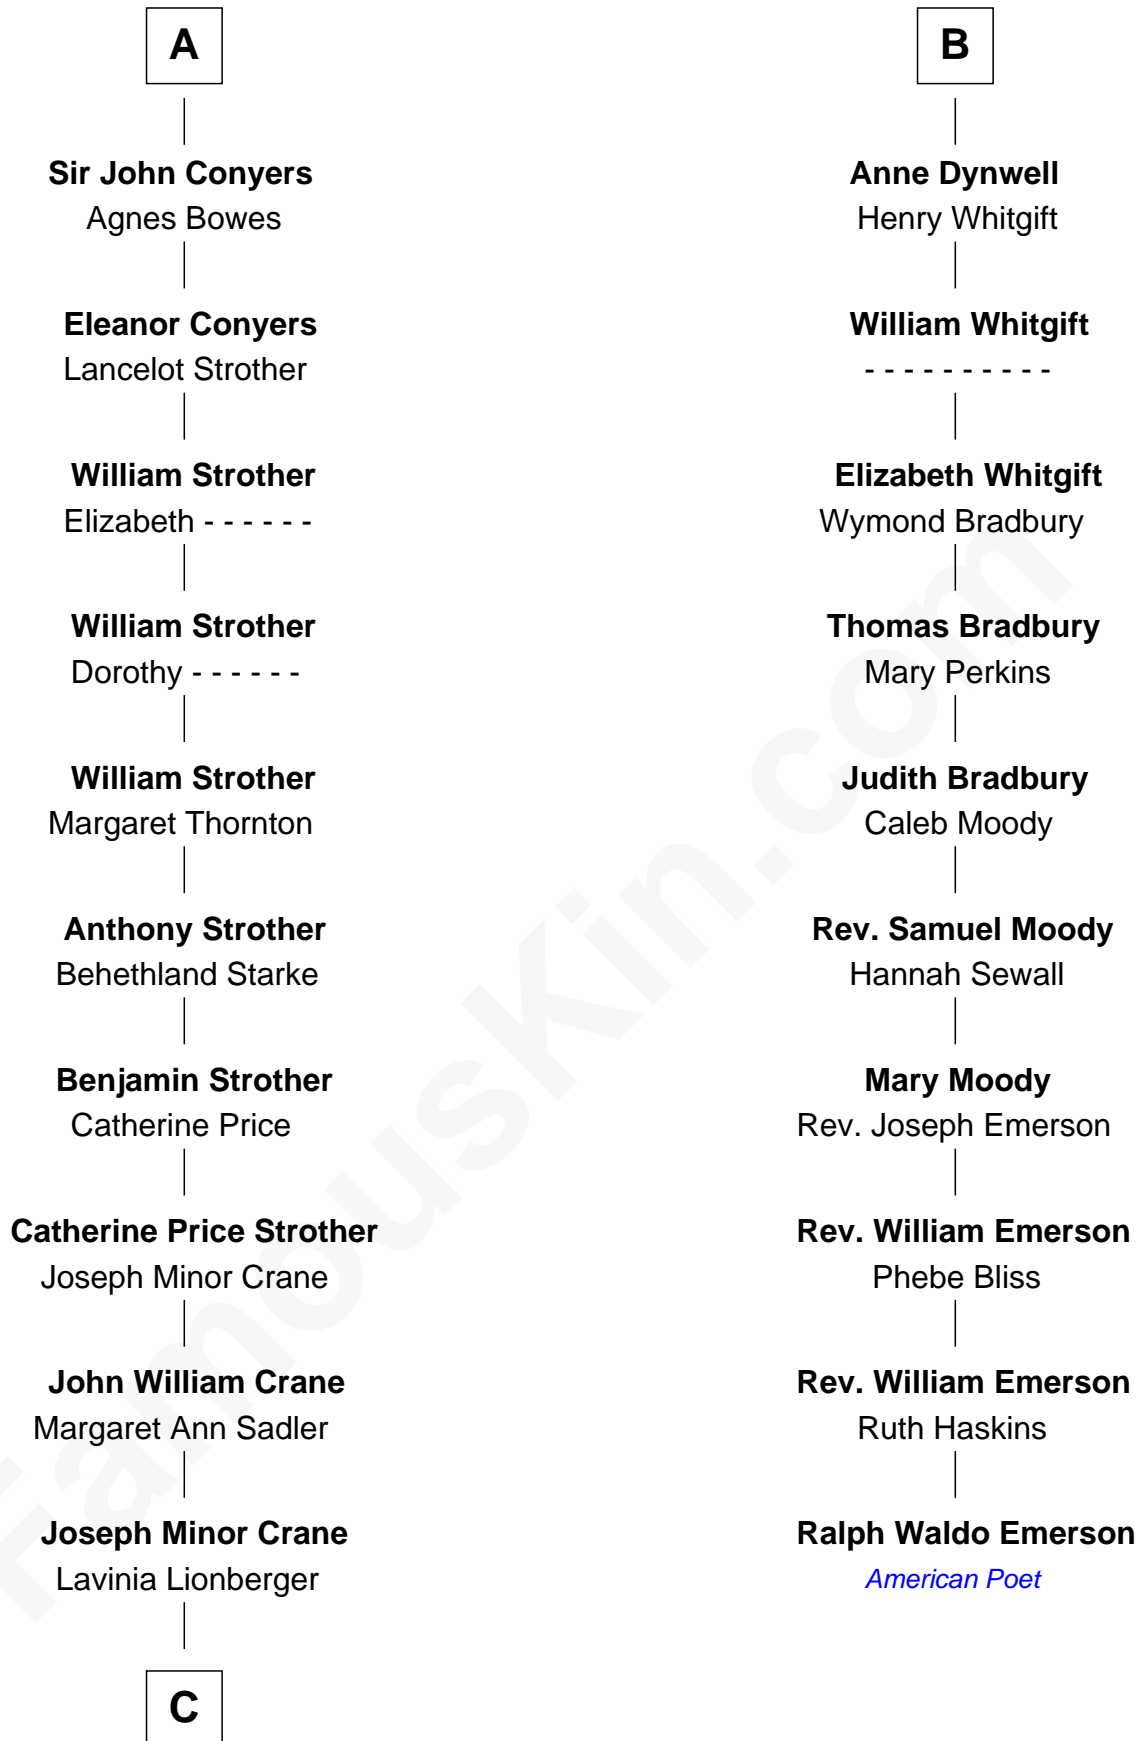 A
Sir John Conyers
Agnes Bowes
Eleanor Conyers
Lancelot Strother
William Strother
Elizabeth - - - - - -
William Strother
Dorothy - - - - - -
William Strother
Margaret Thornton
Anthony Strother
Behethland Starke
Benjamin Strother
Catherine Price
Catherine Price Strother
Joseph Minor Crane
John William Crane
Margaret Ann Sadler
Joseph Minor Crane
Lavinia Lionberger
C
B
Anne Dynwell
Henry Whitgift
William Whitgift
- - - - - - - - - -
Elizabeth Whitgift
Wymond Bradbury
Thomas Bradbury
Mary Perkins
Judith Bradbury
Caleb Moody
Rev. Samuel Moody
Hannah Sewall
Mary Moody
Rev. Joseph Emerson
Rev. William Emerson
Phebe Bliss
Rev. William Emerson
Ruth Haskins
Ralph Waldo Emerson
American Poet
FamousKin.com